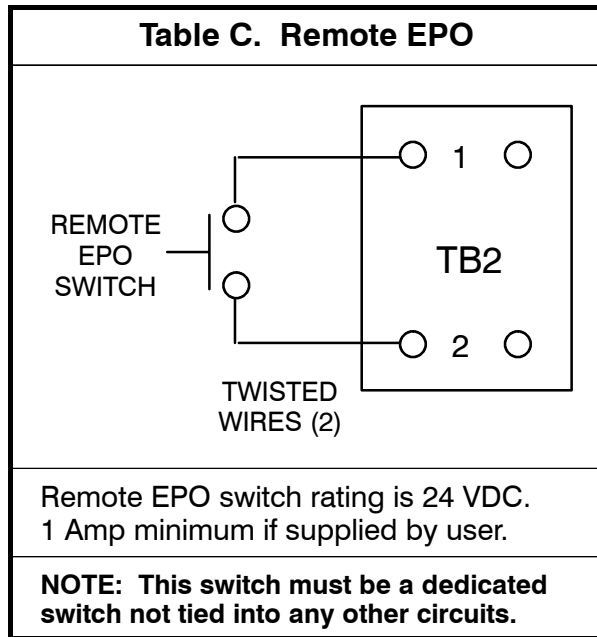 Table C. Remote EPO
1
REMOTE
EPO
SWITCH
TB2
2
TWISTED
WIRES (2)
Remote EPO switch rating is 24 VDC.
1 Amp minimum if supplied by user.
NOTE: This switch must be a dedicated
switch not tied into any other circuits.